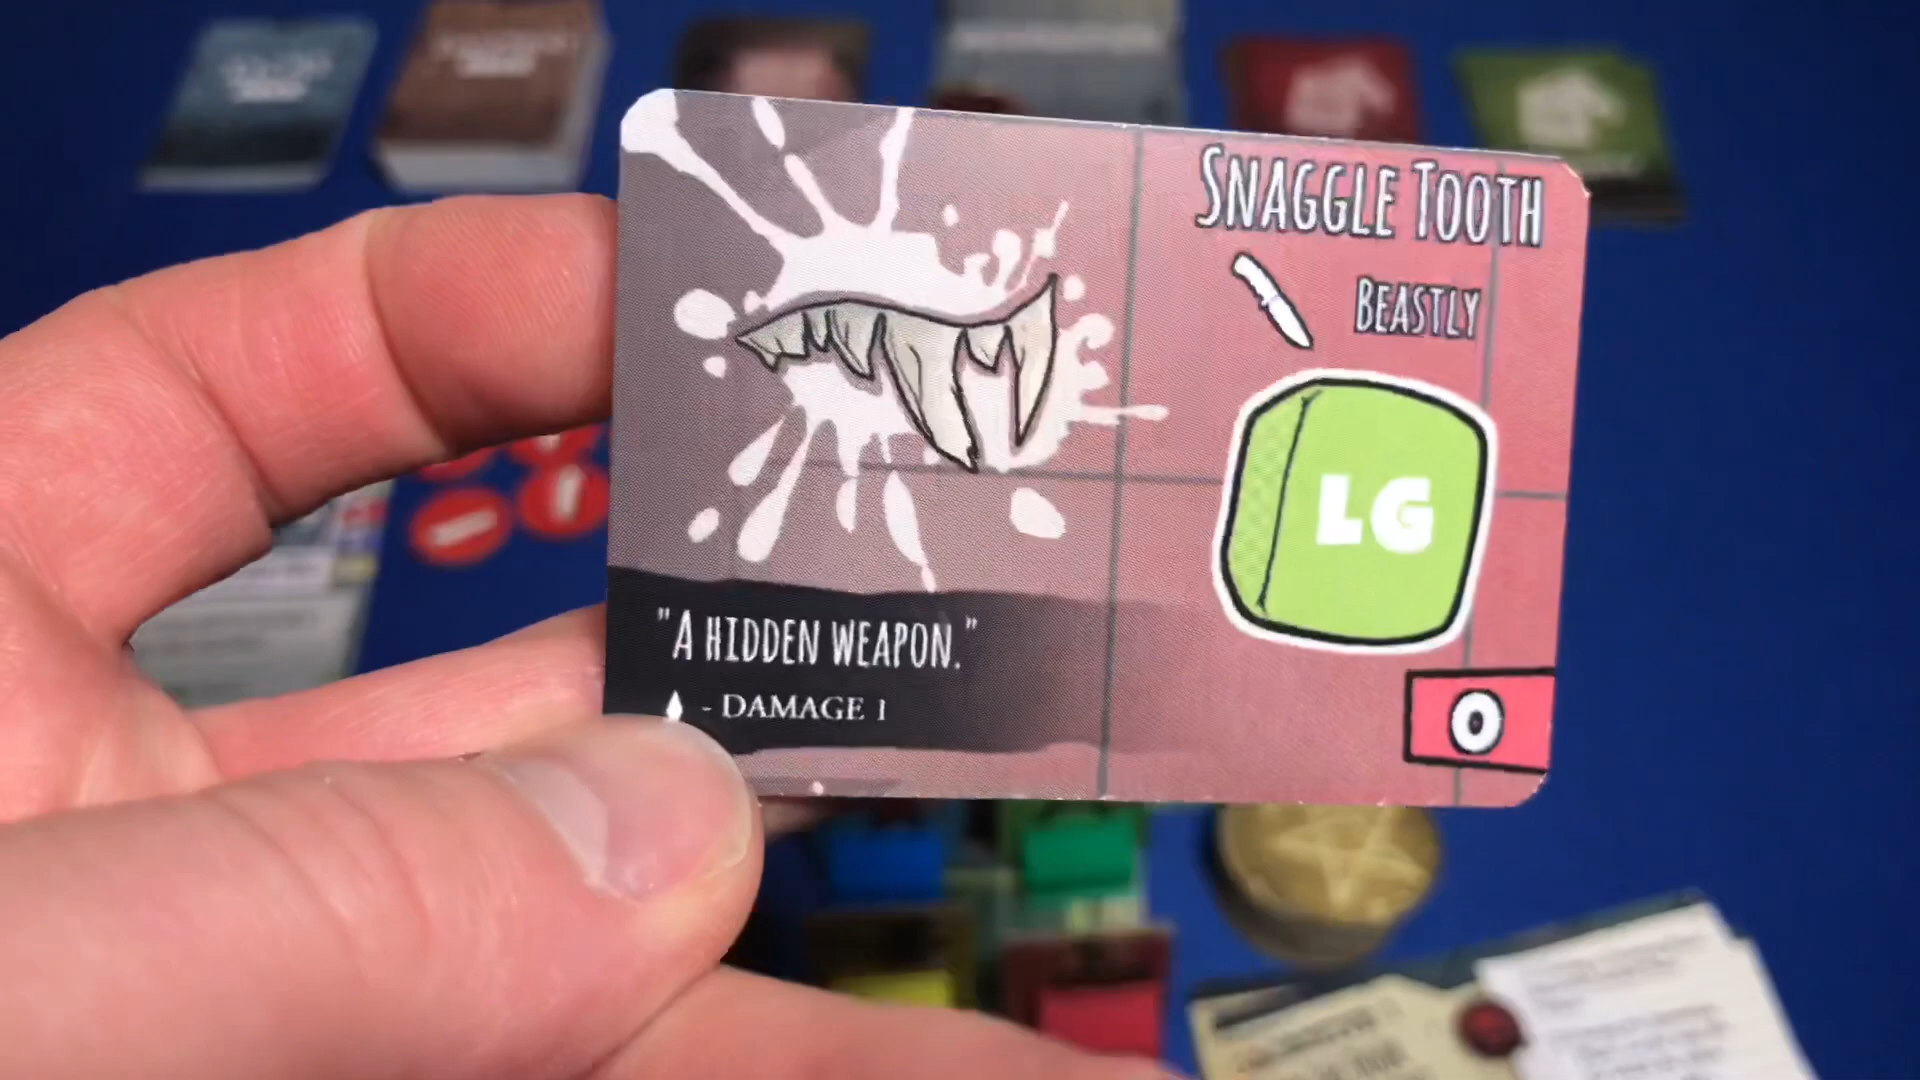 SNAGGLE TOOTH
BEASTLY
LG
"A HIDDEN WEAPON."
- DAMAGE 1
0